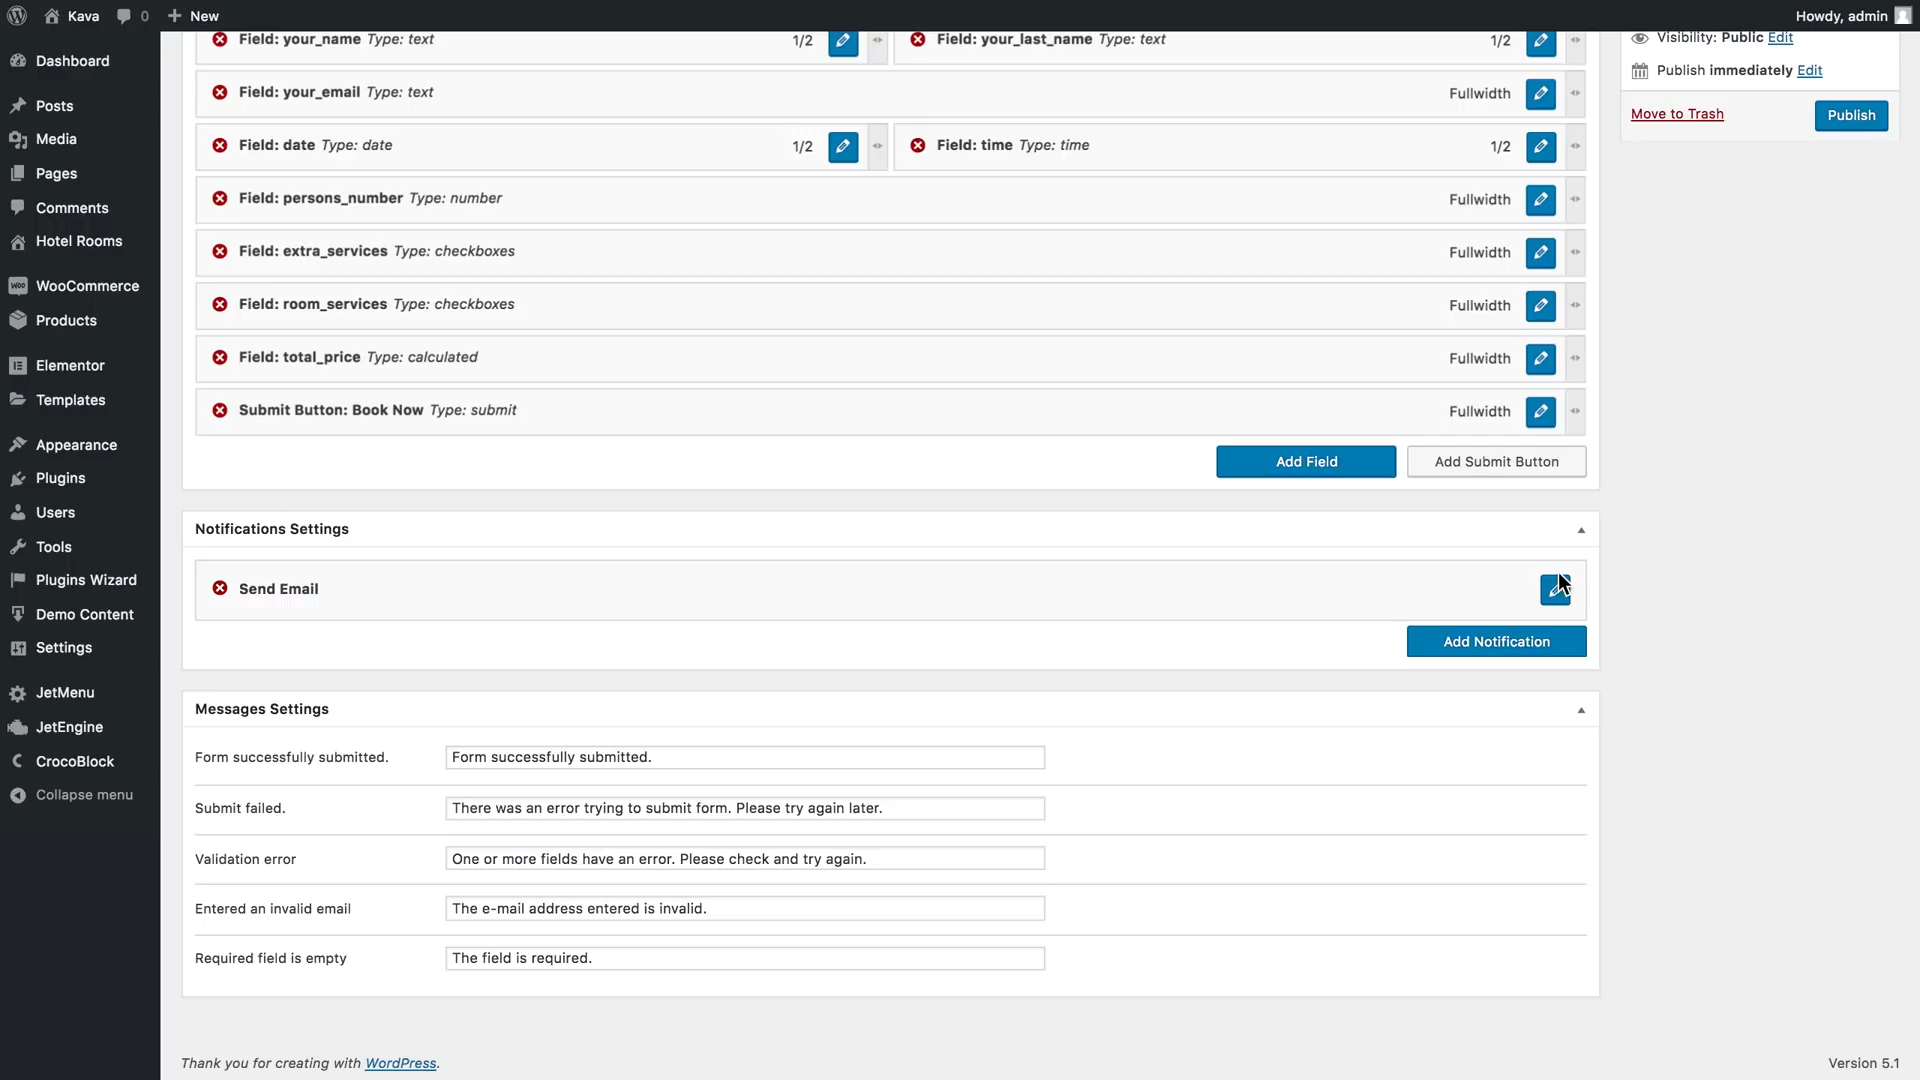 Kava 0 New Howdy, admin
Dashboard
Posts
Media
Pages
Comments
Hotel Rooms
WooCommerce
Products
Elementor
Templates
Appearance
Plugins
Users
Tools
Plugins Wizard
Demo Content
Settings
JetMenu
JetEngine
CrocoBlock
Collapse menu
Field: your_name Type: text 1/2
Field: your_last_name Type: text 1/2
Field: your_email Type: text Fullwidth
Field: date Type: date 1/2
Field: time Type: time 1/2
Field: persons_number Type: number Fullwidth
Field: extra_services Type: checkboxes Fullwidth
Field: room_services Type: checkboxes Fullwidth
Field: total_price Type: calculated Fullwidth
Submit Button: Book Now Type: submit Fullwidth
Add Field Add Submit Button
Notifications Settings
Send Email
Add Notification
Messages Settings
Form successfully submitted. Form successfully submitted.
Submit failed. There was an error trying to submit form. Please try again later.
Validation error One or more fields have an error. Please check and try again.
Entered an invalid email The e-mail address entered is invalid.
Required field is empty The field is required.
Visibility: Public Edit
Publish immediately Edit
Move to Trash Publish
Thank you for creating with WordPress. Version 5.1